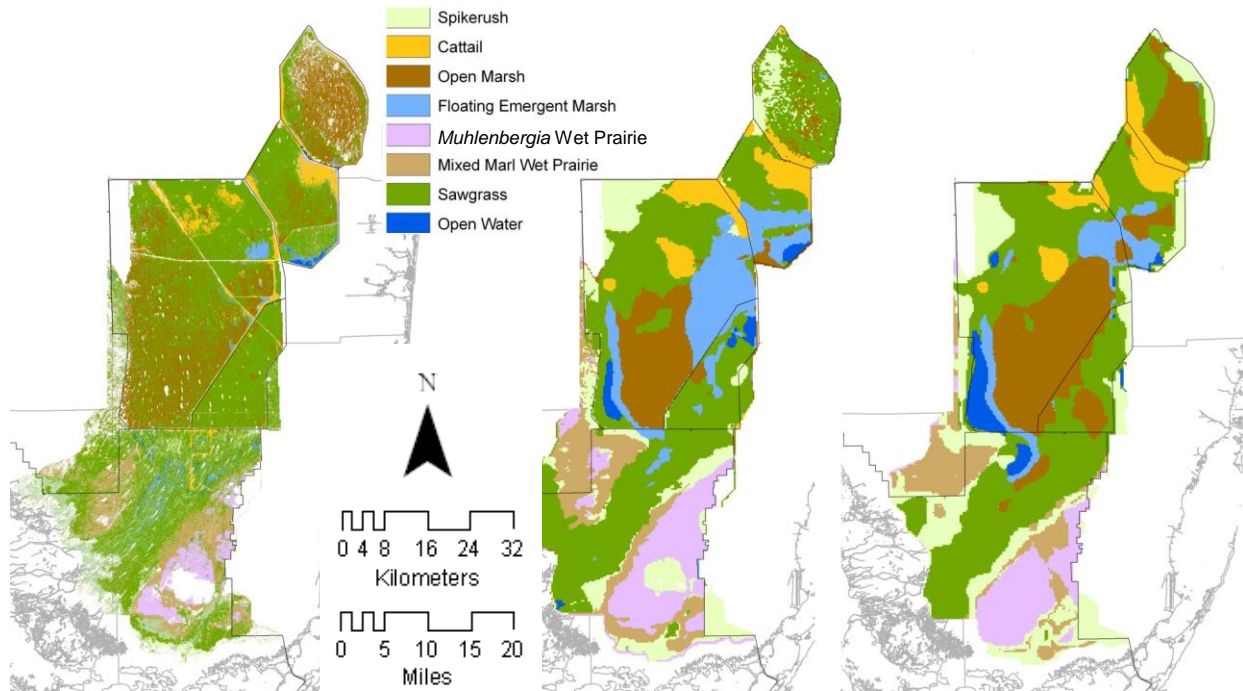 Spikerush
Cattail
Open Marsh
Floating Emergent Marsh
Muhlenbergia Wet Prairie
Mixed Marl Wet Prairie
Sawgrass
Open Water
N
0 4 8 16 24 32
Kilometers
0 5 10 15 20
Miles